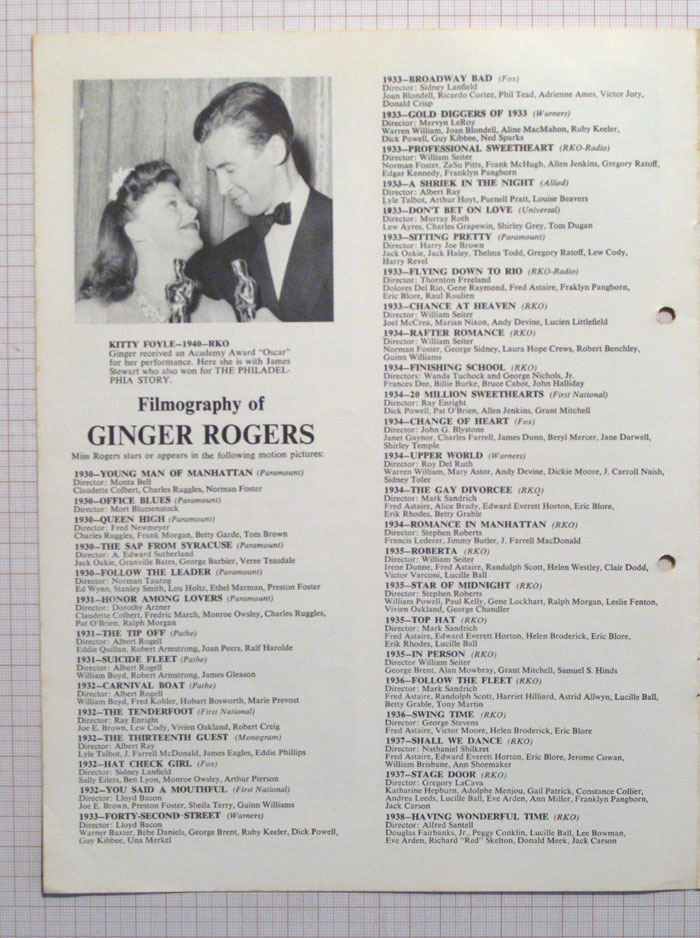 KITTY FOYLE—1940—RKO
Ginger received an Academy Award "Oscar"
for her performance. Here she is with James
Stewart who also won for THE PHILADEL-
PHIA STORY.
Filmography of
GINGER ROGERS
Miss Rogers stars or appears in the following motion pictures:
1930—YOUNG MAN OF MANHATTAN (Paramount)
Director: Monta Bell
Claudette Colbert, Charles Ruggles, Norman Foster
1930—OFFICE BLUES (Paramount)
Director: Mort Blumenstock
1930—QUEEN HIGH (Paramount)
Director: Fred Newmeyer
Charles Ruggles, Frank Morgan, Betty Garde, Tom Brown
1930—THE SAP FROM SYRACUSE (Paramount)
Director: A. Edward Sutherland
Jack Oakie, Granville Bates, George Barbier, Veree Teasdale
1930—FOLLOW THE LEADER (Paramount)
Director: Norman Taurog
Ed Wynn, Stanley Smith, Lou Holtz, Ethel Merman, Preston Foster
1931—HONOR AMONG LOVERS (Paramount)
Director: Dorothy Arzner
Claudette Colbert, Fredric March, Monroe Owsley, Charles Ruggles,
Pat O'Brien, Ralph Morgan
1931—THE TIP OFF (Pathe)
Director: Albert Rogell
Eddie Quillan, Robert Armstrong, Joan Peers, Ralf Harolde
1931—SUICIDE FLEET (Pathe)
Director: Albert Rogell
William Boyd, Robert Armstrong, James Gleason
1932—CARNIVAL BOAT (Pathe)
Director: Albert Rogell
William Boyd, Fred Kohler, Hobart Bosworth, Marie Prevost
1932—THE TENDERFOOT (First National)
Director: Ray Enright
Joe E. Brown, Lew Cody, Vivien Oakland, Robert Creig
1932—THE THIRTEENTH GUEST (Monogram)
Director: Albert Ray
Lyle Talbot, J. Farrell McDonald, James Eagles, Eddie Phillips
1932—HAT CHECK GIRL (Fox)
Director: Sidney Lanfield
Sally Eilers, Ben Lyon, Monroe Owsley, Arthur Pierson
1932—YOU SAID A MOUTHFUL (First National)
Director: Lloyd Bacon
Joe E. Brown, Preston Foster, Sheila Terry, Guinn Williams
1933—FORTY-SECOND STREET (Warners)
Director: Lloyd Bacon
Warner Baxter, Bebe Daniels, George Brent, Ruby Keeler, Dick Powell,
Guy Kibbee, Una Merkel
1933—BROADWAY BAD (Fox)
Director: Sidney Lanfield
Joan Blondell, Ricardo Cortez, Phil Tead, Adrienne Ames, Victor Jory,
Donald Crisp
1933—GOLD DIGGERS OF 1933 (Warners)
Director: Mervyn LeRoy
Warren William, Joan Blondell, Aline MacMahon, Ruby Keeler,
Dick Powell, Guy Kibbee, Ned Sparks
1933—PROFESSIONAL SWEETHEART (RKO-Radio)
Director: William Seiter
Norman Foster, ZaSu Pitts, Frank McHugh, Allen Jenkins, Gregory Ratoff,
Edgar Kennedy, Franklyn Pangborn
1933—A SHRIEK IN THE NIGHT (Allied)
Director: Albert Ray
Lyle Talbot, Arthur Hoyt, Purnell Pratt, Louise Beavers
1933—DON'T BET ON LOVE (Universal)
Director: Murray Roth
Lew Ayres, Charles Grapewin, Shirley Grey, Tom Dugan
1933—SITTING PRETTY (Paramount)
Director: Harry Joe Brown
Jack Oakie, Jack Haley, Thelma Todd, Gregory Ratoff, Lew Cody,
Harry Revel
1933—FLYING DOWN TO RIO (RKO-Radio)
Director: Thornton Freeland
Dolores Del Rio, Gene Raymond, Fred Astaire, Fraklyn Pangborn,
Eric Blore, Raul Roulien
1933—CHANCE AT HEAVEN (RKO)
Director: William Seiter
Joel McCrea, Marian Nixon, Andy Devine, Lucien Littlefield
1934—RAFTER ROMANCE (RKO)
Director: William Seiter
Norman Foster, George Sidney, Laura Hope Crews, Robert Benchley,
Guinn Williams
1934—FINISHING SCHOOL (RKO)
Directors: Wanda Tuchock and George Nichols, Jr.
Frances Dee, Billie Burke, Bruce Cabot, John Halliday
1934—20 MILLION SWEETHEARTS (First National)
Director: Ray Enright
Dick Powell, Pat O'Brien, Allen Jenkins, Grant Mitchell
1934—CHANGE OF HEART (Fox)
Director: John G. Blystone
Janet Gaynor, Charles Farrell, James Dunn, Beryl Mercer, Jane Darwell,
Shirley Temple
1934—UPPER WORLD (Warners)
Director: Roy Del Ruth
Warren William, Mary Astor, Andy Devine, Dickie Moore, J. Carroll Naish,
Sidney Toler
1934—THE GAY DIVORCEE (RKO)
Director: Mark Sandrich
Fred Astaire, Alice Brady, Edward Everett Horton, Eric Blore,
Erik Rhodes, Betty Grable
1934—ROMANCE IN MANHATTAN (RKO)
Director: Stephen Roberts
Francis Lederer, Jimmy Butler, J. Farrell MacDonald
1935—ROBERTA (RKO)
Director: William Seiter
Irene Dunne, Fred Astaire, Randolph Scott, Helen Westley, Clair Dodd,
Victor Varconi, Lucille Ball
1935—STAR OF MIDNIGHT (RKO)
Director: Stephen Roberts
William Powell, Paul Kelly, Gene Lockhart, Ralph Morgan, Leslie Fenton,
Vivien Oakland, George Chandler
1935—TOP HAT (RKO)
Director: Mark Sandrich
Fred Astaire, Edward Everett Horton, Helen Broderick, Eric Blore,
Erik Rhodes, Lucille Ball
1935—IN PERSON (RKO)
Director William Seiter
George Brent, Alan Mowbray, Grant Mitchell, Samuel S. Hinds
1936—FOLLOW THE FLEET (RKO)
Director: Mark Sandrich
Fred Astaire, Randolph Scott, Harriet Hilliard, Astrid Allwyn, Lucille Ball,
Betty Grable, Tony Martin
1936—SWING TIME (RKO)
Director: George Stevens
Fred Astaire, Victor Moore, Helen Broderick, Eric Blore
1937—SHALL WE DANCE (RKO)
Director: Nathaniel Shilkret
Fred Astaire, Edward Everett Horton, Eric Blore, Jerome Cowan,
William Brisbane, Ann Shoemaker
1937—STAGE DOOR (RKO)
Director: Gregory LaCava
Katharine Hepburn, Adolphe Menjou, Gail Patrick, Constance Collier,
Andrea Leeds, Lucille Ball, Eve Arden, Ann Miller, Franklyn Pangborn,
Jack Carson
1938—HAVING WONDERFUL TIME (RKO)
Director: Alfred Santell
Douglas Fairbanks, Jr., Peggy Conklin, Lucille Ball, Lee Bowman,
Eve Arden, Richard "Red" Skelton, Donald Meek, Jack Carson